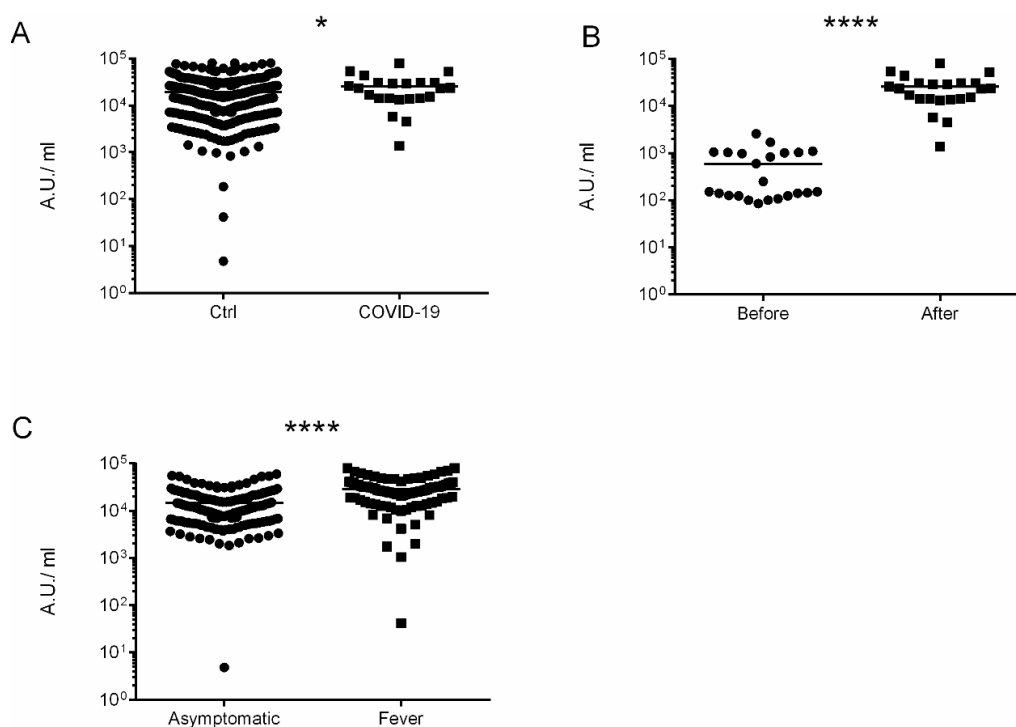 A
*
A.U./ ml
10⁵
10⁴
10³
10²
10¹
10⁰
Ctrl COVID-19
B
****
A.U./ ml
10⁵
10⁴
10³
10²
10¹
10⁰
Before After
C
****
A.U./ ml
10⁵
10⁴
10³
10²
10¹
10⁰
Asymptomatic Fever